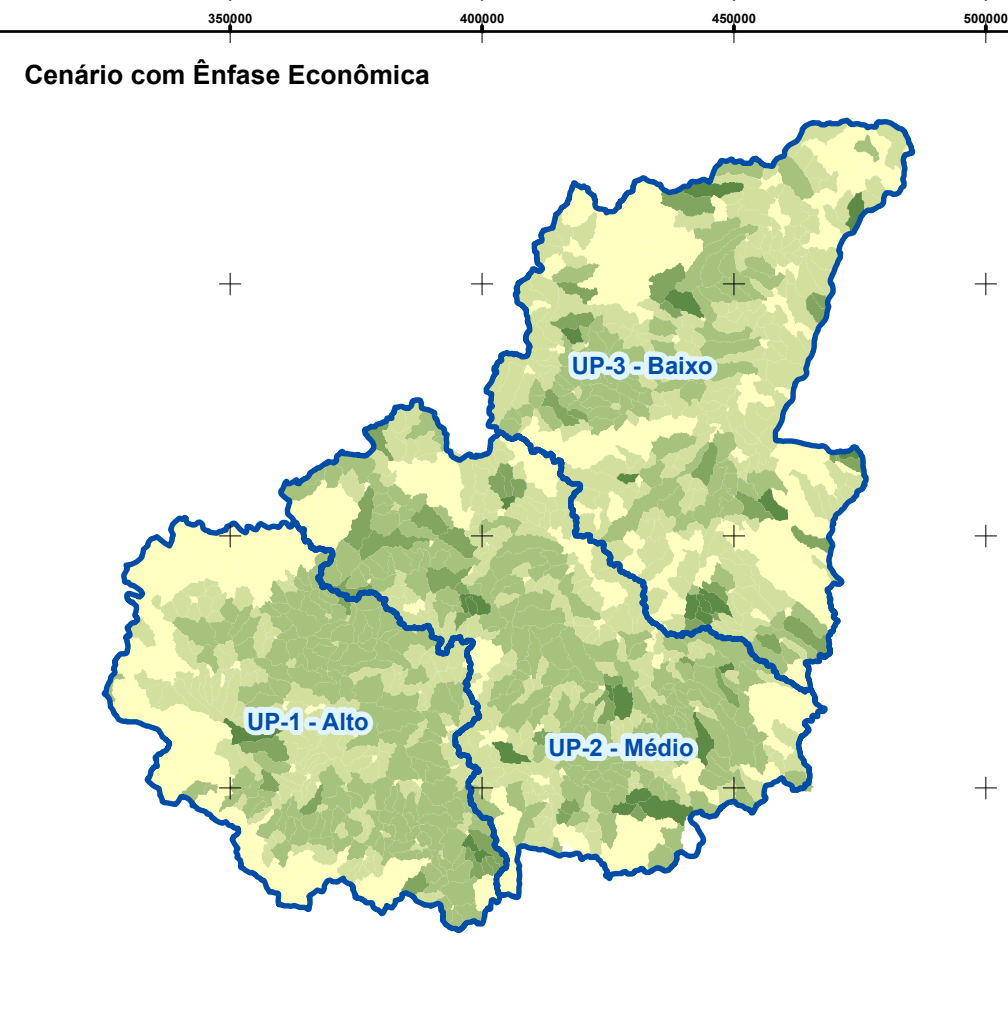 350000 400000 450000 500000
Cenário com Ênfase Econômica
UP-3 - Baixo
UP-1 - Alto
UP-2 - Médio